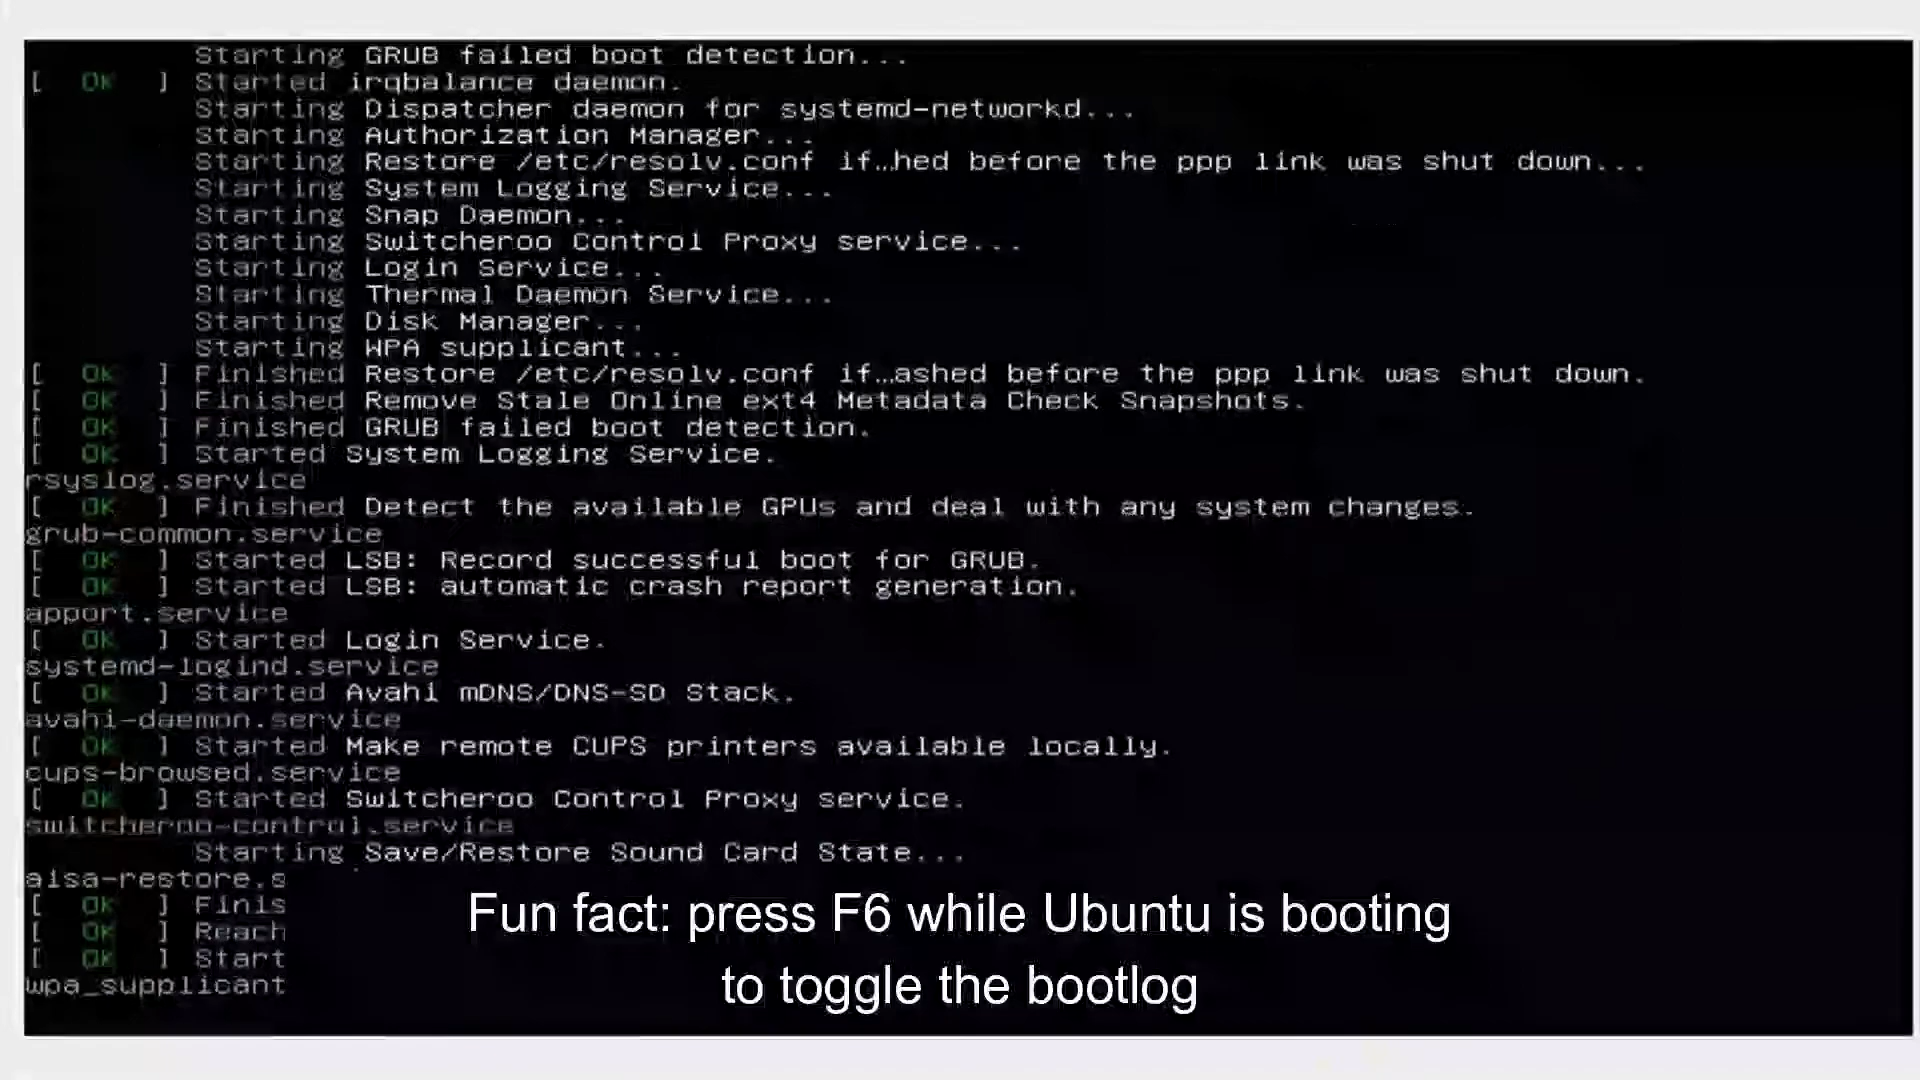 Starting GRUB failed boot detection...
[ OK ] Started irqbalance daemon.
Starting Dispatcher daemon for systemd-networkd...
Starting Authorization Manager...
Starting Restore /etc/resolv.conf if…hed before the ppp link was shut down...
Starting System Logging Service...
Starting Snap Daemon...
Starting Switcheroo Control Proxy service...
Starting Login Service...
Starting Thermal Daemon Service...
Starting Disk Manager...
Starting WPA supplicant...
[ OK ] Finished Restore /etc/resolv.conf if…ashed before the ppp link was shut down.
[ OK ] Finished Remove Stale Online ext4 Metadata Check Snapshots.
[ OK ] Finished GRUB failed boot detection.
[ OK ] Started System Logging Service.
rsyslog.service
[ OK ] Finished Detect the available GPUs and deal with any system changes.
grub-common.service
[ OK ] Started LSB: Record successful boot for GRUB.
[ OK ] Started LSB: automatic crash report generation.
apport.service
[ OK ] Started Login Service.
systemd-logind.service
[ OK ] Started Avahi mDNS/DNS-SD Stack.
avahi-daemon.service
[ OK ] Started Make remote CUPS printers available locally.
cups-browsed.service
[ OK ] Started Switcheroo Control Proxy service.
switcheroo-control.service
Starting Save/Restore Sound Card State...
alsa-restore.s
[ OK ] Finis
[ OK ] Reach
[ OK ] Start
wpa_supplicant
Fun fact: press F6 while Ubuntu is booting
to toggle the bootlog